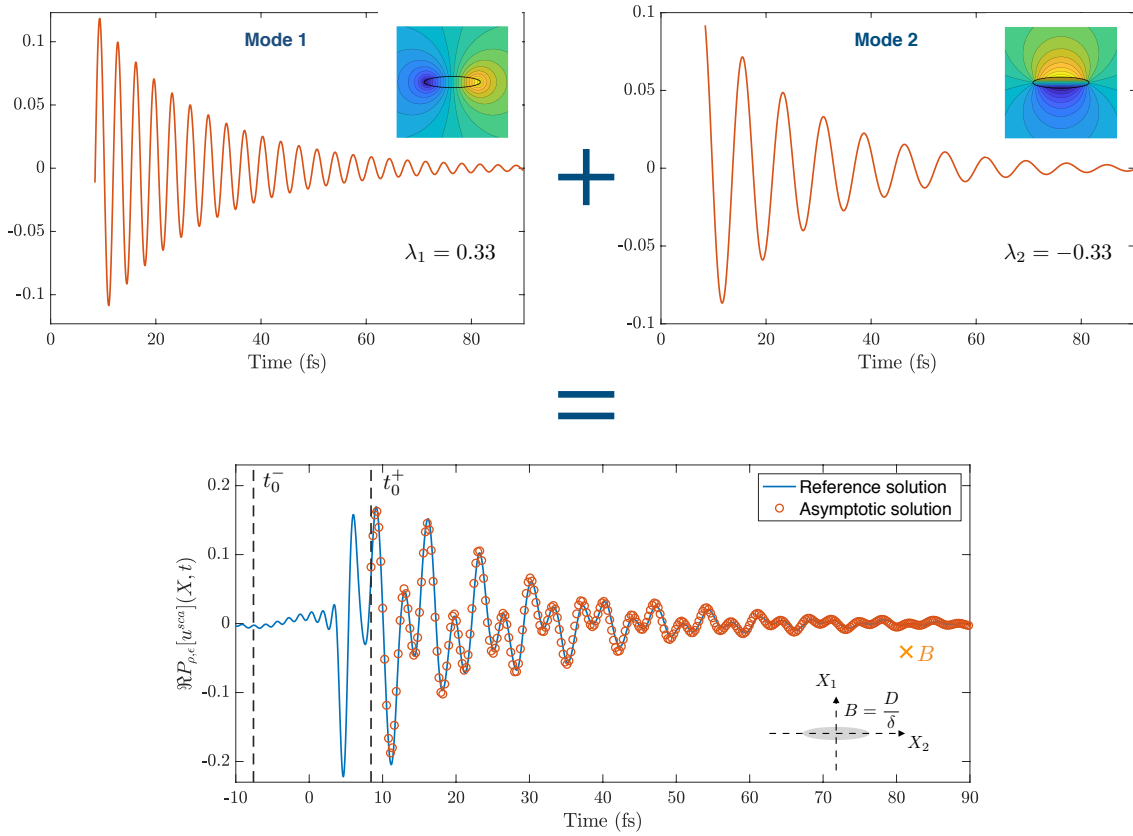 Mode 1
0.1
0.05
0
-0.05
-0.1
λ₁ = 0.33
0 20 40 60 80
Time (fs)
+
Mode 2
0.1
0.05
0
-0.05
-0.1
λ₂ = −0.33
0 20 40 60 80
Time (fs)
=
t₀⁻ t₀⁺
Reference solution
Asymptotic solution
ℜP_{ρ,ϵ}[u^{sca}](X, t)
0.2
0.1
0
-0.1
-0.2
× B
X₁
B = D/δ
X₂
-10 0 10 20 30 40 50 60 70 80 90
Time (fs)